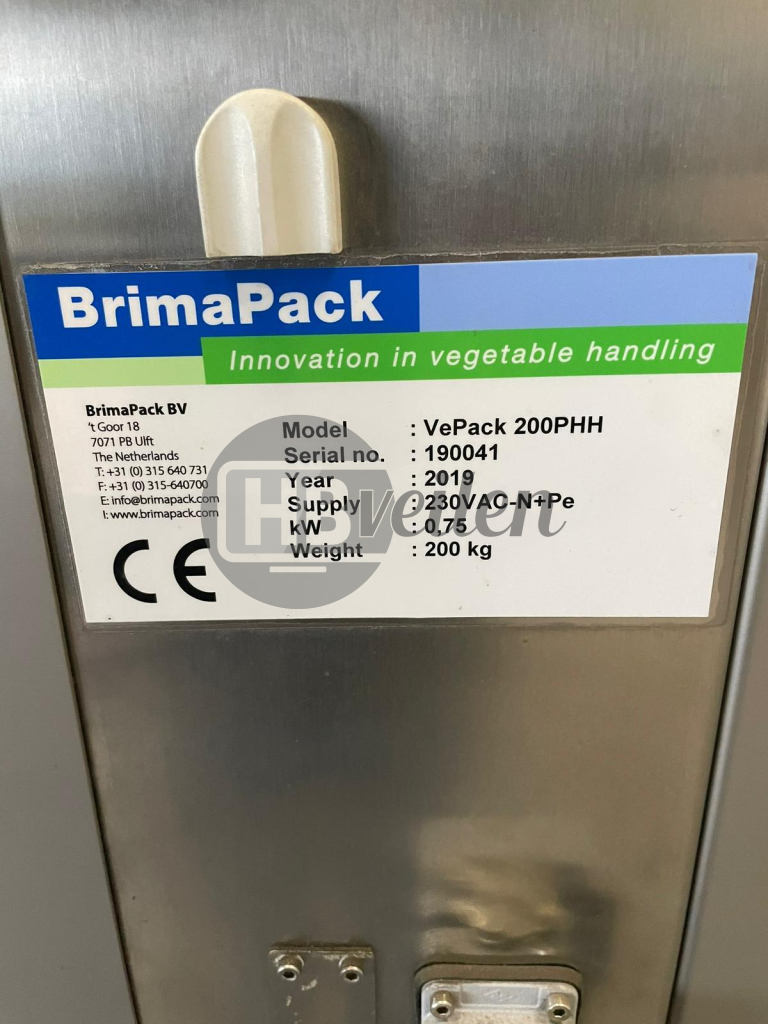 BrimaPack
Innovation in vegetable handling
BrimaPack BV
't Goor 18
7071 PB Ulft
The Netherlands
T: +31 (0) 315 640 731
F: +31 (0) 315-640700
E: info@brimapack.com
I: www.brimapack.com
CE
Model : VePack 200PHH
Serial no. : 190041
Year : 2019
Supply : 230VAC-N+Pe
kW : 0,75
Weight : 200 kg
HBveilen